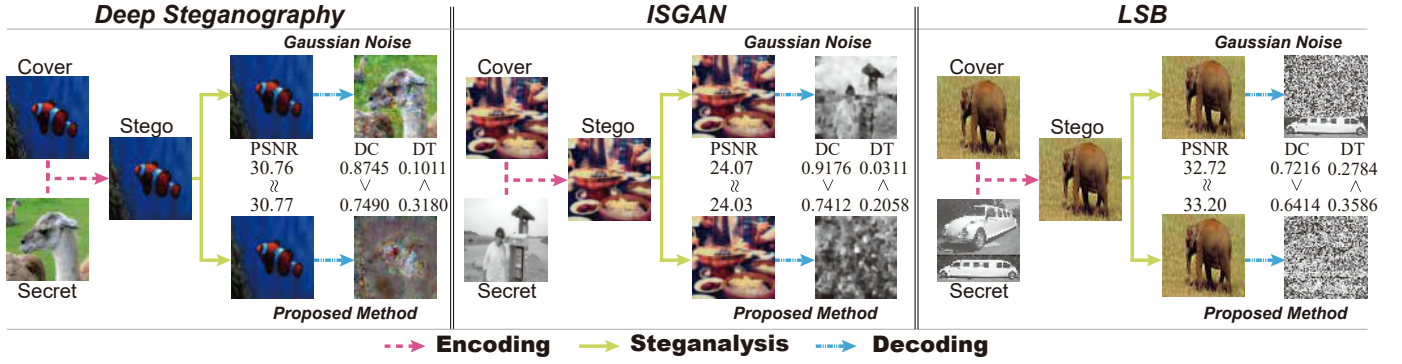 Deep Steganography
Gaussian Noise
Cover
Stego
PSNR DC DT
30.76 0.8745 0.1011
≈ ∨ ∧
30.77 0.7490 0.3180
Secret
Proposed Method
ISGAN
Gaussian Noise
Cover
Stego
PSNR DC DT
24.07 0.9176 0.0311
≈ ∨ ∧
24.03 0.7412 0.2058
Secret
Proposed Method
LSB
Gaussian Noise
Cover
Stego
PSNR DC DT
32.72 0.7216 0.2784
≈ ∨ ∧
33.20 0.6414 0.3586
Secret
Proposed Method
Encoding Steganalysis Decoding